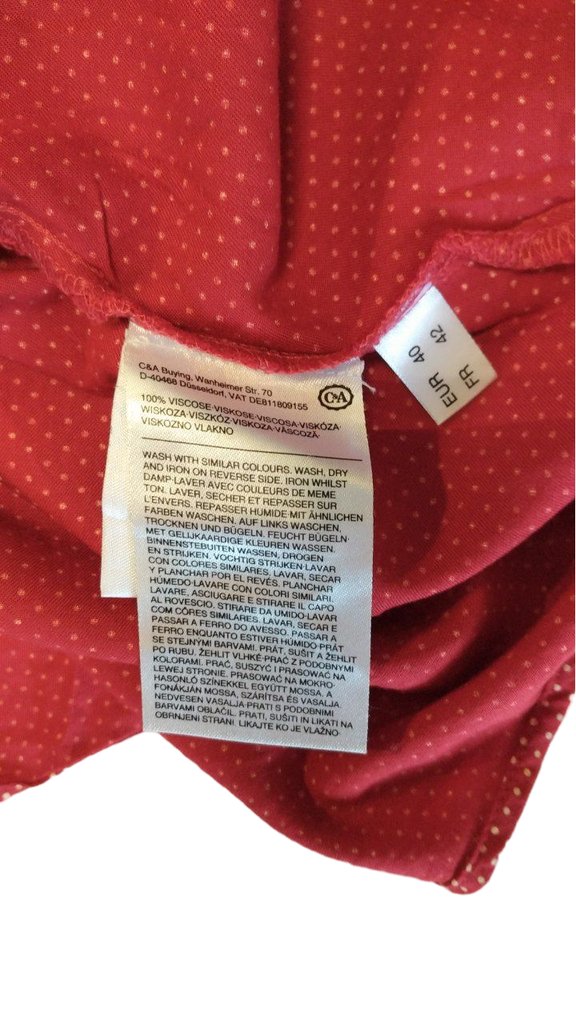 C&A Buying, Wanheimer Str. 70
D-40468 Düsseldorf, VAT DE811809155
C&A
100% VISCOSE-VISKOSE-VISCOSA-VISKÓZA-
WISKOZA-VISZKÓZ-VISKOZA-VÂSCOZĂ-
VISKOZNO VLAKNO
WASH WITH SIMILAR COLOURS. WASH, DRY
AND IRON ON REVERSE SIDE. IRON WHILST
DAMP-LAVER AVEC COULEURS DE MEME
TON. LAVER, SECHER ET REPASSER SUR
L'ENVERS. REPASSER HUMIDE-MIT ÄHNLICHEN
FARBEN WASCHEN. AUF LINKS WASCHEN,
TROCKNEN UND BÜGELN. FEUCHT BÜGELN-
MET GELIJKAARDIGE KLEUREN WASSEN.
BINNENSTEBUITEN WASSEN, DROGEN
EN STRIJKEN. VOCHTIG STRIJKEN-LAVAR
CON COLORES SIMILARES. LAVAR, SECAR
Y PLANCHAR POR EL REVÉS. PLANCHAR
HÚMEDO-LAVARE CON COLORI SIMILARI.
LAVARE, ASCIUGARE E STIRARE IL CAPO
AL ROVESCIO. STIRARE DA UMIDO-LAVAR
COM CÔRES SIMILARES. LAVAR, SECAR E
PASSAR A FERRO DO AVESSO. PASSAR A
FERRO ENQUANTO ESTIVER HÚMIDO-PRÁT
SE STEJNÝMI BARVAMI. PRÁT, SUŠIT A ŽEHLIT
PO RUBU. ŽEHLIT VLHKÉ-PRAĆ Z PODOBNYMI
KOLORAMI. PRAĆ, SUSZYĆ I PRASOWAĆ NA
LEWEJ STRONIE. PRASOWAĆ NA MOKRO-
HASONLÓ SZÍNEKKEL EGYÜTT MOSSA. A
FONÁKJÁN MOSSA, SZÁRÍTSA ÉS VASALJA.
NEDVESEN VASALJA-PRATI S PODOBNIMI
BARVAMI OBLAČIL. PRATI, SUŠITI IN LIKATI NA
OBRNJENI STRANI. LIKAJTE KO JE VLAŽNO-
EUR 40
FR 42